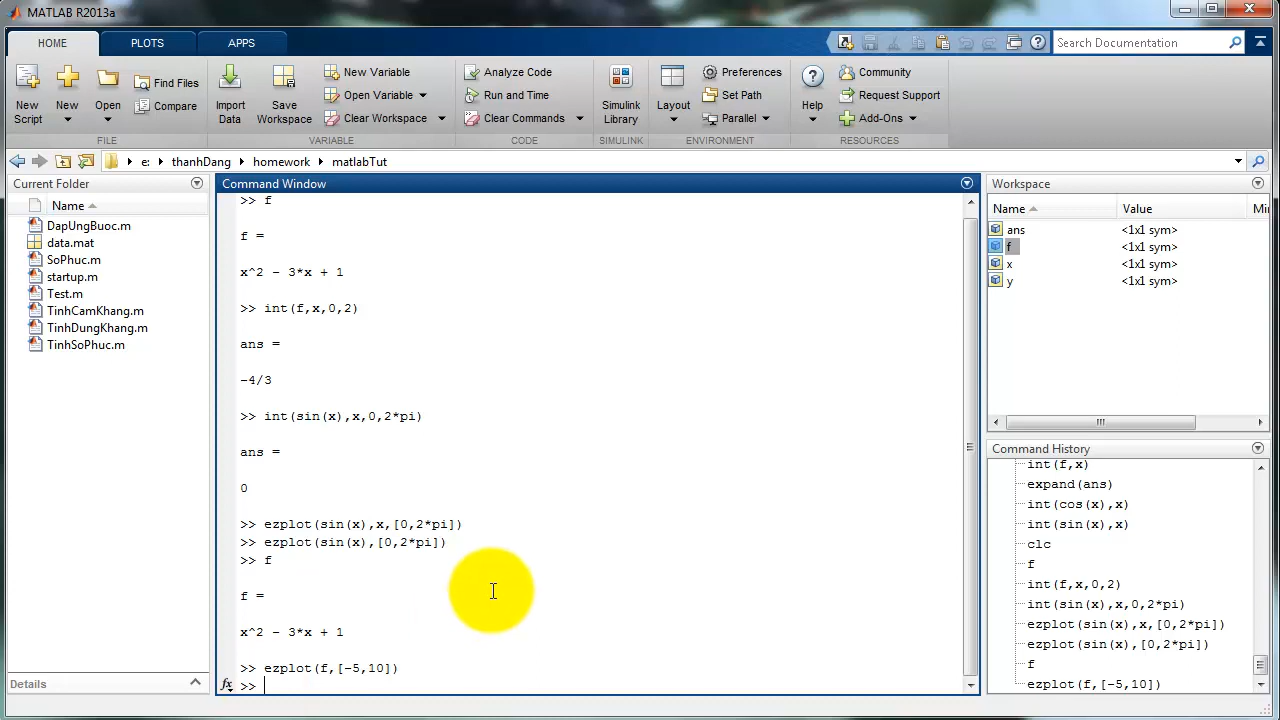 MATLAB R2013a
HOME
PLOTS
APPS
Search Documentation
New Script
New
Open
Find Files
Compare
Import Data
Save Workspace
New Variable
Open Variable
Clear Workspace
Analyze Code
Run and Time
Clear Commands
Simulink Library
Layout
Preferences
Set Path
Parallel
Help
Community
Request Support
Add-Ons
FILE
VARIABLE
CODE
SIMULINK
ENVIRONMENT
RESOURCES
e: thanhDang homework matlabTut
Current Folder
Name
DapUngBuoc.m
data.mat
SoPhuc.m
startup.m
Test.m
TinhCamKhang.m
TinhDungKhang.m
TinhSoPhuc.m
Details
Command Window
>> f
f =
x^2 - 3*x + 1
>> int(f,x,0,2)
ans =
-4/3
>> int(sin(x),x,0,2*pi)
ans =
0
>> ezplot(sin(x),x,[0,2*pi])
>> ezplot(sin(x),[0,2*pi])
>> f
f =
x^2 - 3*x + 1
>> ezplot(f,[-5,10])
fx >>
Workspace
Name Value Mi
ans <1x1 sym>
f <1x1 sym>
x <1x1 sym>
y <1x1 sym>
Command History
int(f,x)
expand(ans)
int(cos(x),x)
int(sin(x),x)
clc
f
int(f,x,0,2)
int(sin(x),x,0,2*pi)
ezplot(sin(x),x,[0,2*pi])
ezplot(sin(x),[0,2*pi])
f
ezplot(f,[-5,10])